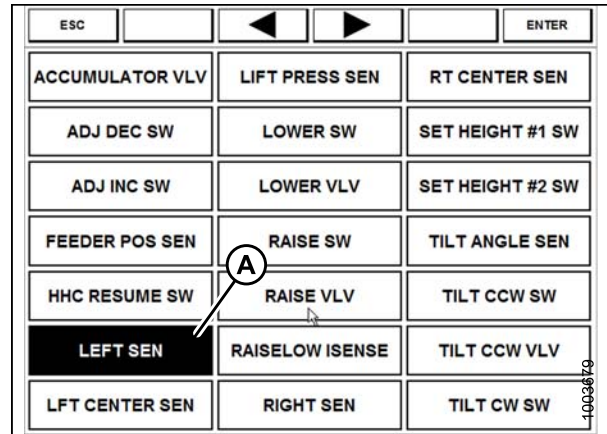 ESC ENTER
ACCUMULATOR VLV LIFT PRESS SEN RT CENTER SEN
ADJ DEC SW LOWER SW SET HEIGHT #1 SW
ADJ INC SW LOWER VLV SET HEIGHT #2 SW
FEEDER POS SEN RAISE SW TILT ANGLE SEN
A
HHC RESUME SW RAISE VLV TILT CCW SW
LEFT SEN RAISELOW ISENSE TILT CCW VLV
LFT CENTER SEN RIGHT SEN TILT CW SW
1003679